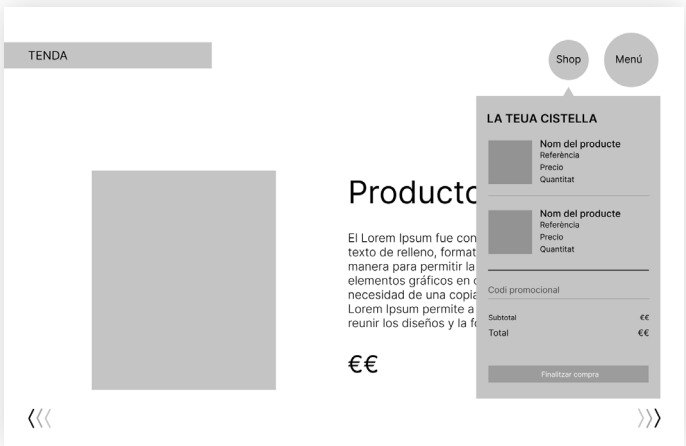 TENDA
Shop
Menú
LA TEUA CISTELLA
Nom del producte
Referència
Precio
Quantitat
Nom del producte
Referència
Precio
Quantitat
Codi promocional
Subtotal €€
Total €€
Finalitzar compra
Producto
El Lorem Ipsum fue con
texto de relleno, format
manera para permitir la
elementos gráficos en
necesidad de una copia
Lorem Ipsum permite a
reunir los diseños y la
€€